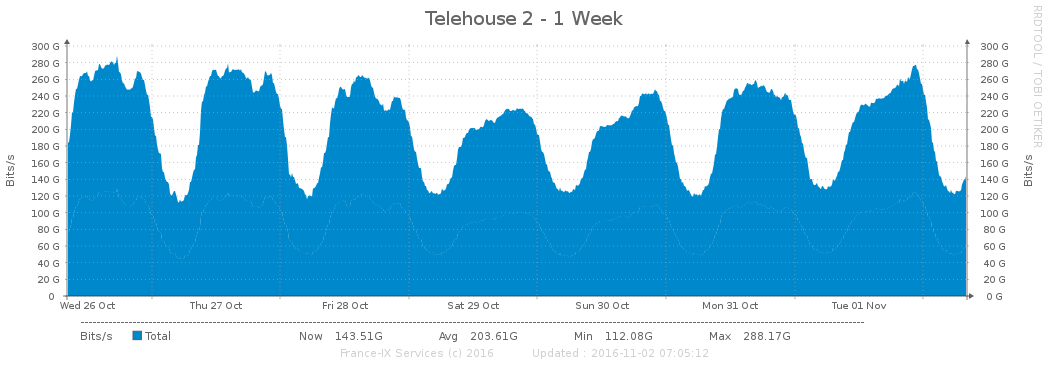 Telehouse 2 - 1 Week
RRDTOOL / TOBI OETIKER
Bits/s
300 G
280 G
260 G
240 G
220 G
200 G
180 G
160 G
140 G
120 G
100 G
80 G
60 G
40 G
20 G
0
300 G
280 G
260 G
240 G
220 G
200 G
180 G
160 G
140 G
120 G
100 G
80 G
60 G
40 G
20 G
0 G
Bits/s
Wed 26 Oct Thu 27 Oct Fri 28 Oct Sat 29 Oct Sun 30 Oct Mon 31 Oct Tue 01 Nov
Bits/s Total Now 143.51G Avg 203.61G Min 112.08G Max 288.17G
France-IX Services (c) 2016 Updated : 2016-11-02 07:05:12